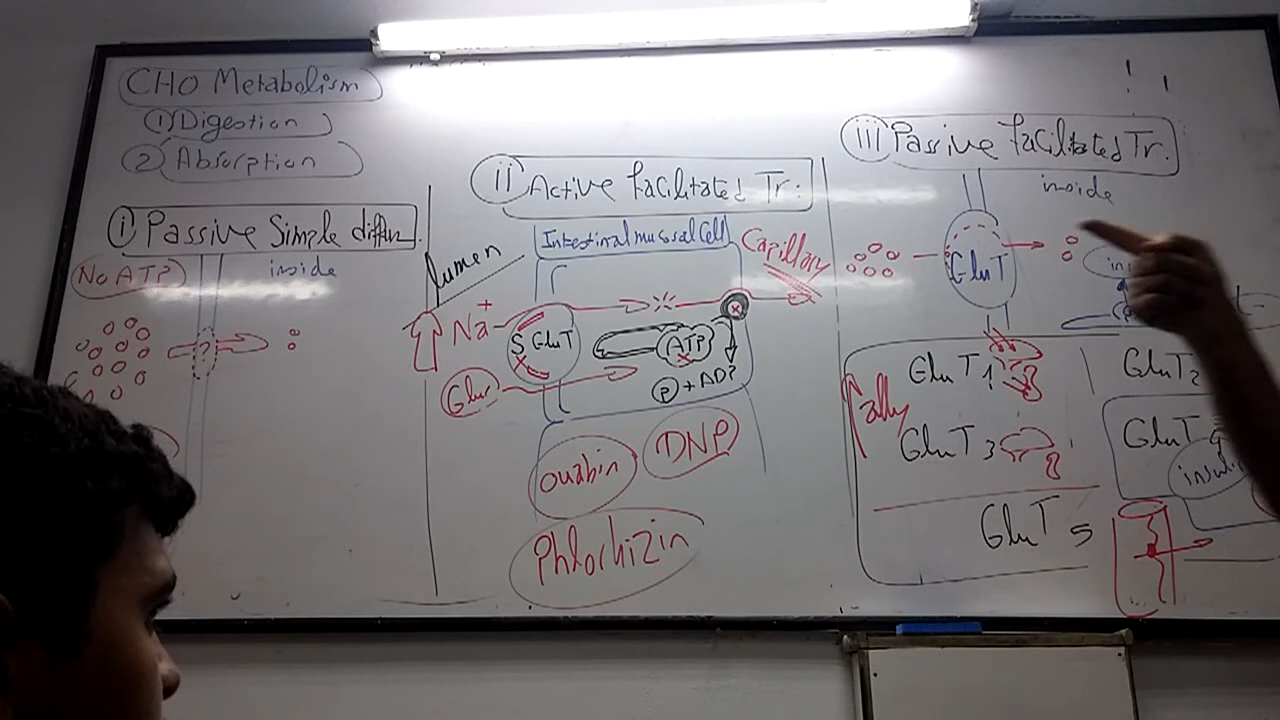 CHO Metabolism
① Digestion
② Absorption
ⓘ Passive Simple diffn.
No ATP
inside
?
ii Active facilitated Tr:
Intestinal mucosal Cell
lumen
Capillary
Na+
S GluT
ATP
P + ADP
Glu
ouabin
DNP
Phlorhizin
iii Passive facilitated Tr.
inside
GluT
GluT 1
GluT 2
GluT 3
GluT
GluT 5